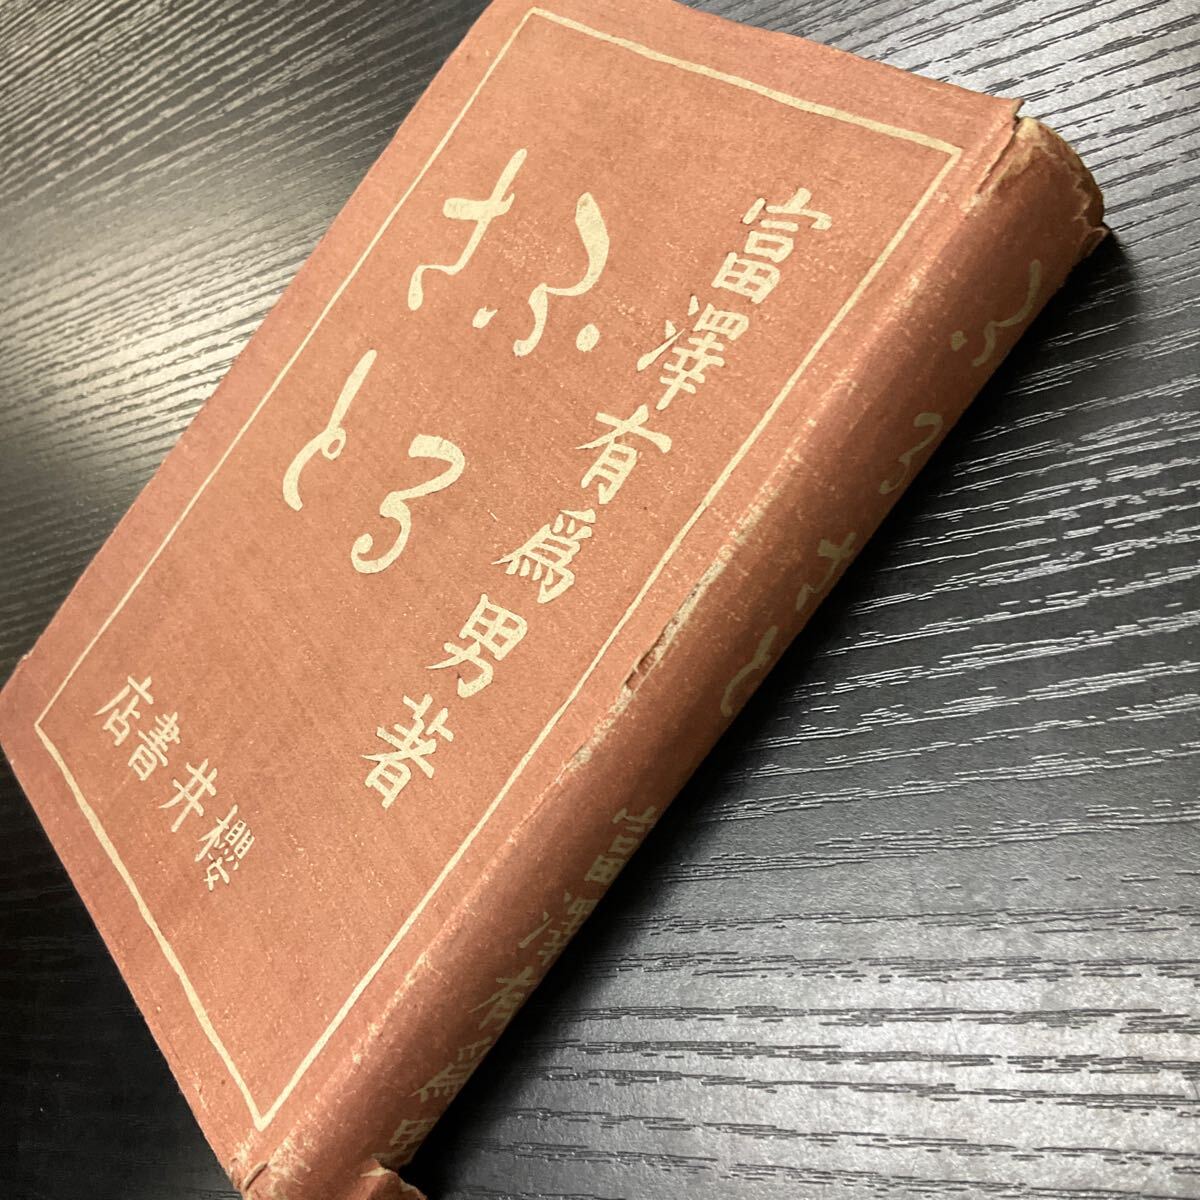 富澤有爲男著
ふる
さと
櫻井書店
ふるさと
富澤有爲男